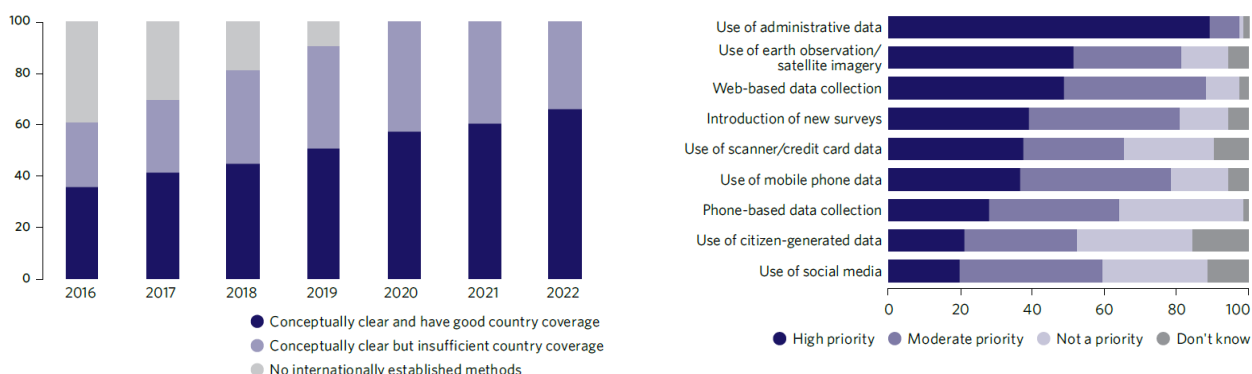 100
80
60
40
20
0
2016 2017 2018 2019 2020 2021 2022
Conceptually clear and have good country coverage
Conceptually clear but insufficient country coverage
No internationally established methods
Use of administrative data
Use of earth observation/
satellite imagery
Web-based data collection
Introduction of new surveys
Use of scanner/credit card data
Use of mobile phone data
Phone-based data collection
Use of citizen-generated data
Use of social media
0 20 40 60 80 100
High priority Moderate priority Not a priority Don't know